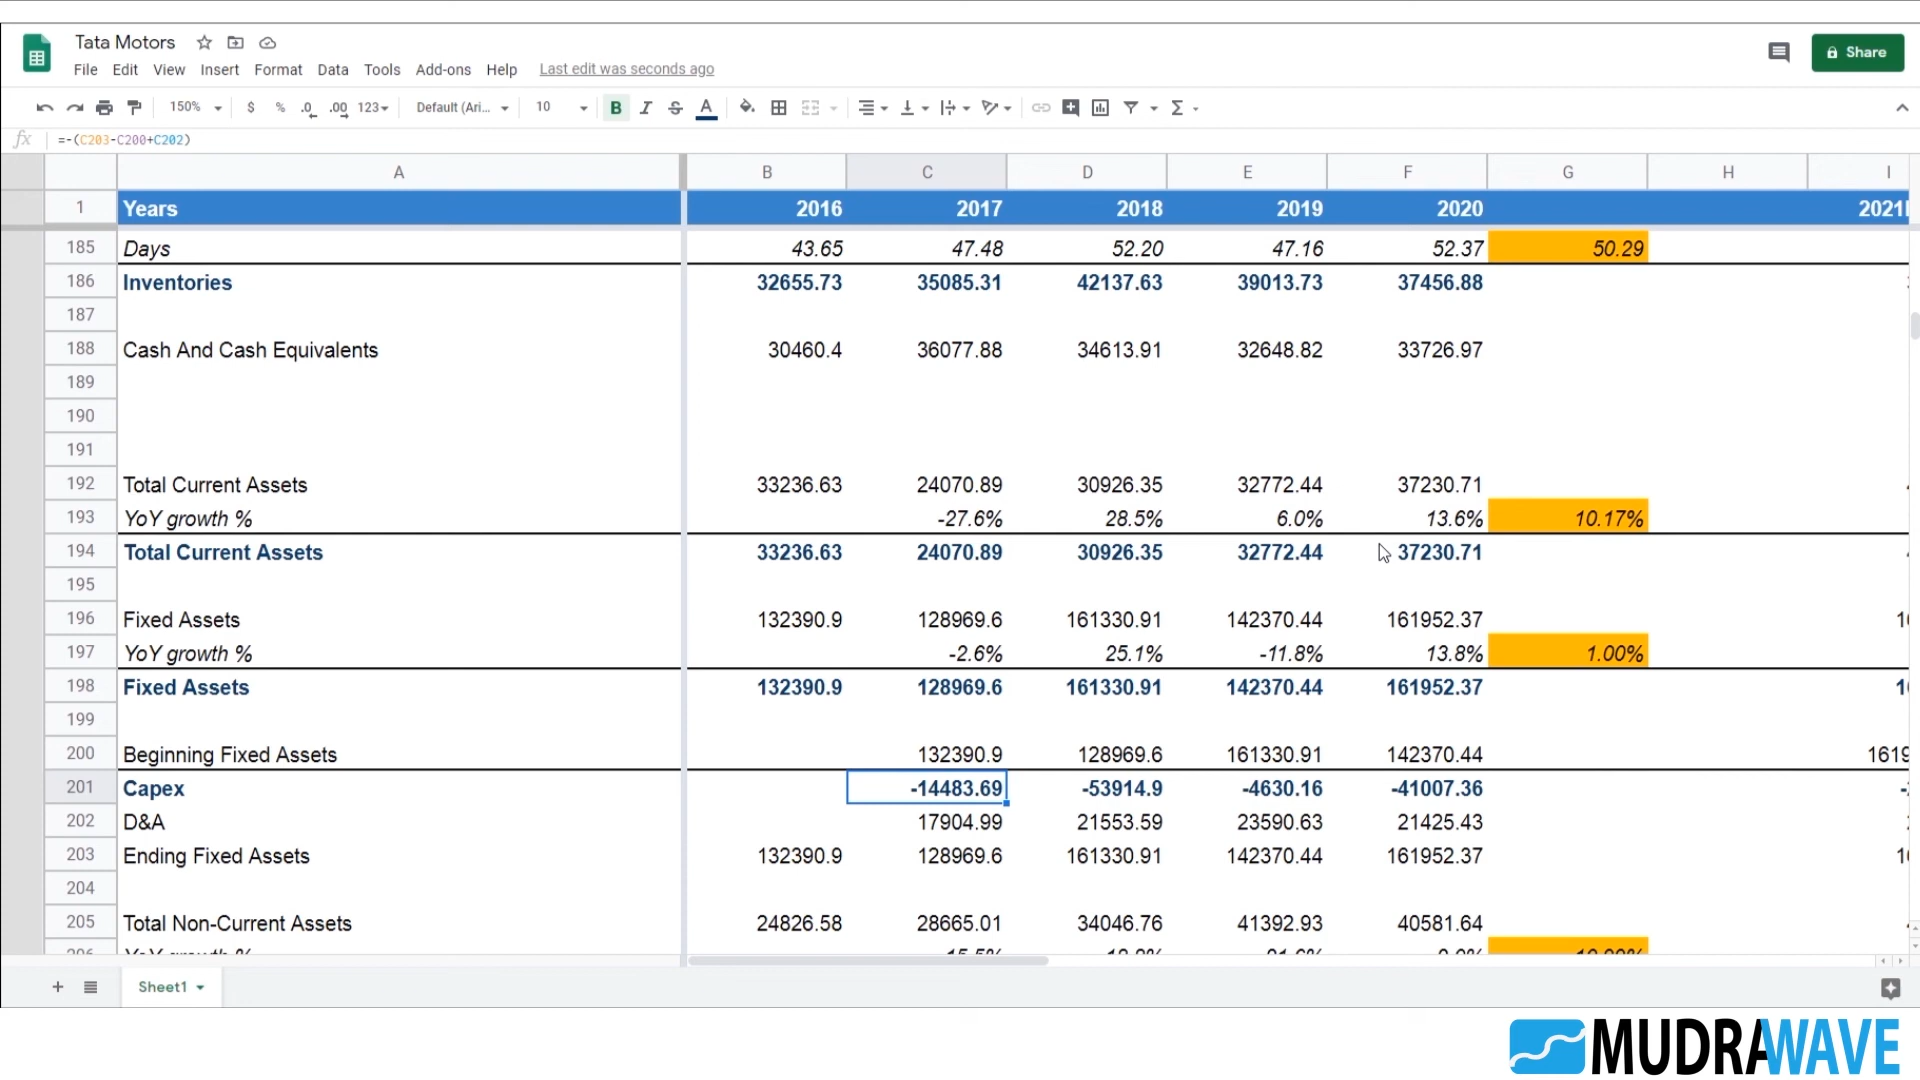 Tata Motors
File Edit View Insert Format Data Tools Add-ons Help Last edit was seconds ago
Share
150% $ % .0 .00 123 Default (Ari... 10 B I S A Σ
fx =-(C203-C200+C202)
A B C D E F G H I
1 Years 2016 2017 2018 2019 2020
185 Days 43.65 47.48 52.20 47.16 52.37 50.29
186 Inventories 32655.73 35085.31 42137.63 39013.73 37456.88
187
188 Cash And Cash Equivalents 30460.4 36077.88 34613.91 32648.82 33726.97
189
190
191
192 Total Current Assets 33236.63 24070.89 30926.35 32772.44 37230.71
193 YoY growth % -27.6% 28.5% 6.0% 13.6% 10.17%
194 Total Current Assets 33236.63 24070.89 30926.35 32772.44 37230.71
195
196 Fixed Assets 132390.9 128969.6 161330.91 142370.44 161952.37
197 YoY growth % -2.6% 25.1% -11.8% 13.8% 1.00%
198 Fixed Assets 132390.9 128969.6 161330.91 142370.44 161952.37
199
200 Beginning Fixed Assets 132390.9 128969.6 161330.91 142370.44
201 Capex -14483.69 -53914.9 -4630.16 -41007.36
202 D&A 17904.99 21553.59 23590.63 21425.43
203 Ending Fixed Assets 132390.9 128969.6 161330.91 142370.44 161952.37
204
205 Total Non-Current Assets 24826.58 28665.01 34046.76 41392.93 40581.64
Sheet1
MUDRAWAVE